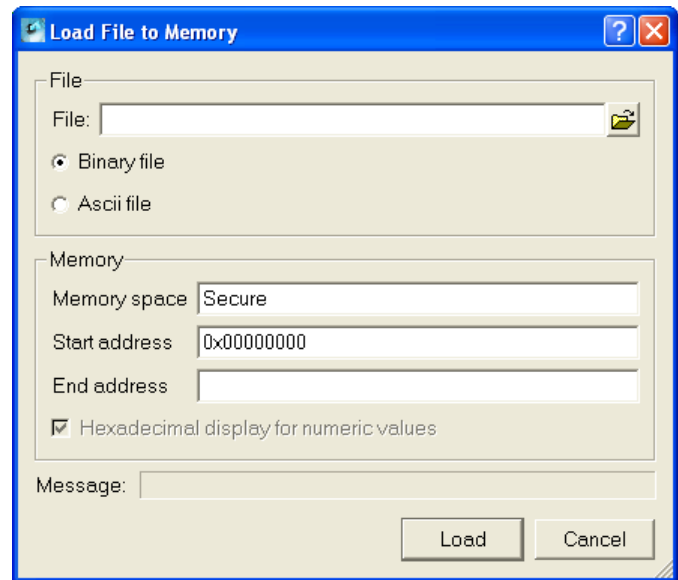 Load File to Memory
File
File:
Binary file
Ascii file
Memory
Memory space Secure
Start address 0x00000000
End address
Hexadecimal display for numeric values
Message:
Load Cancel